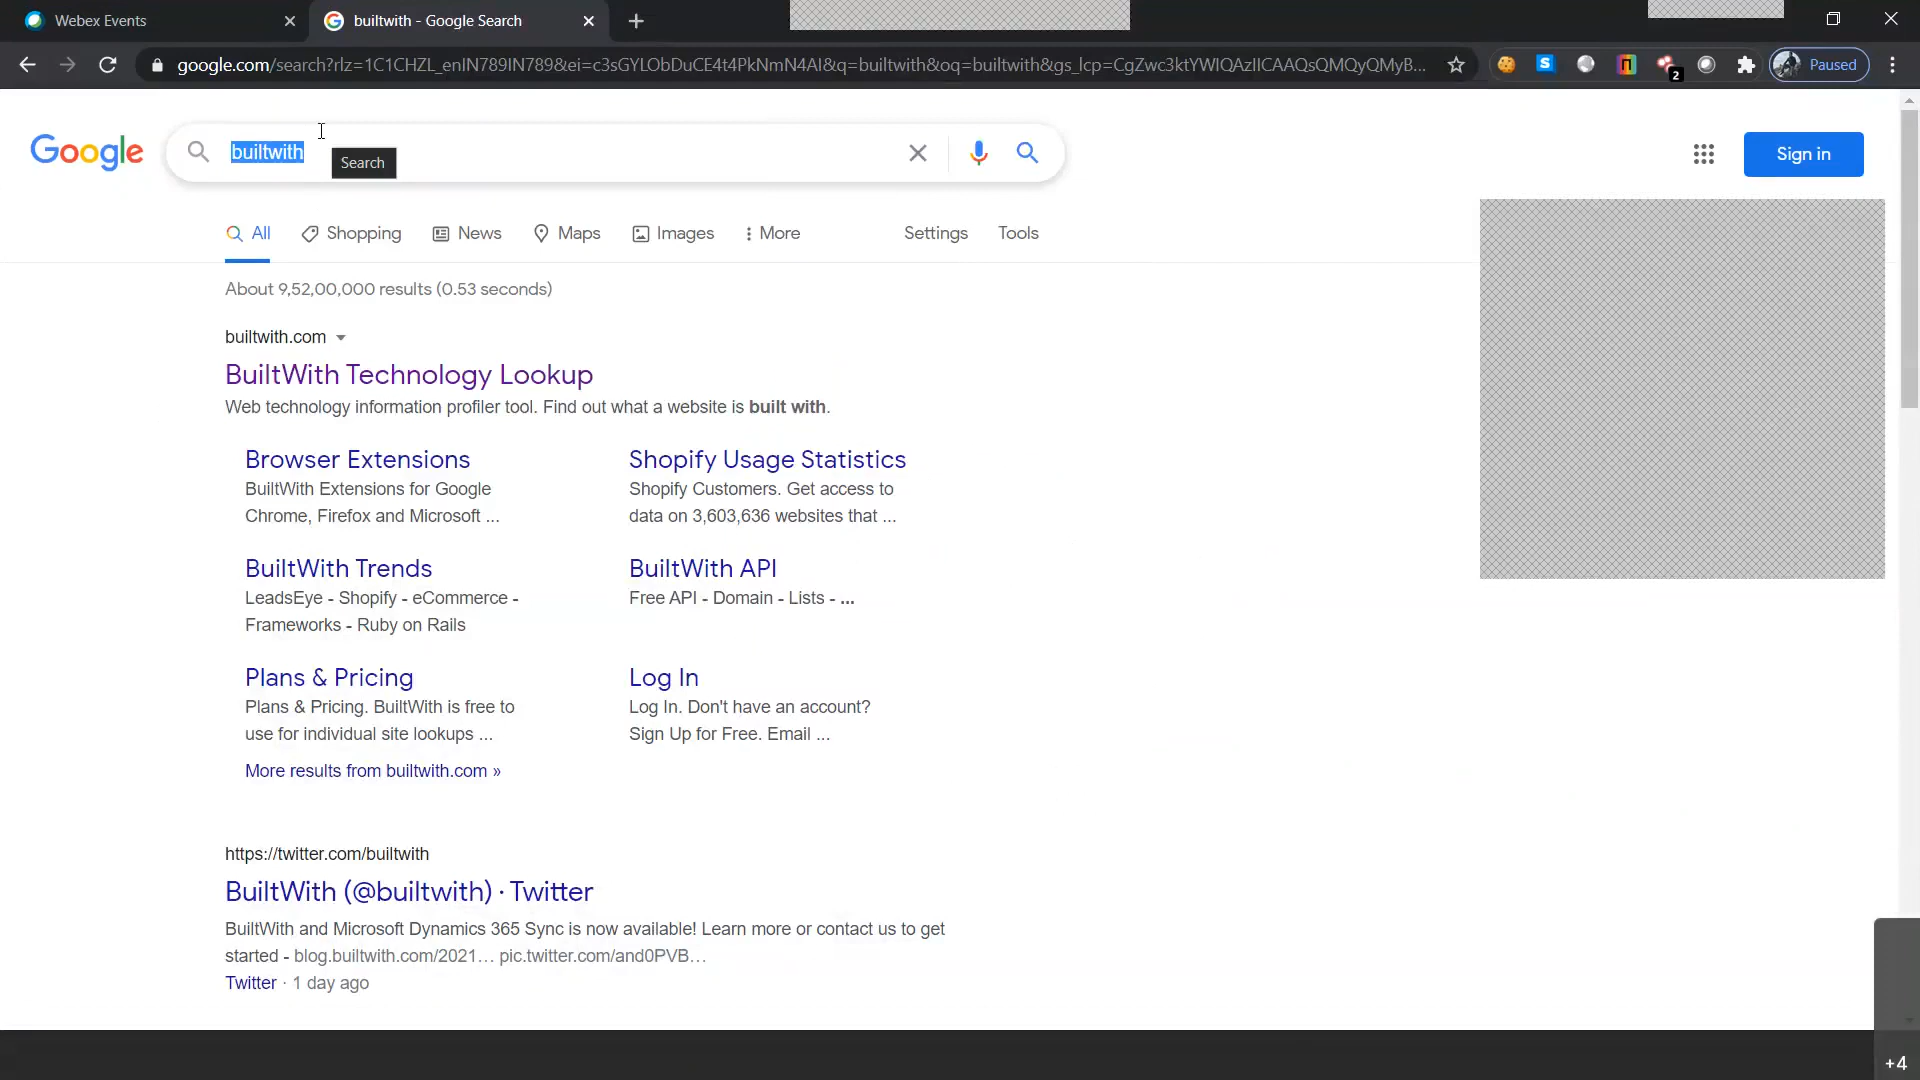 Webex Events
builtwith - Google Search
google.com/search?rlz=1C1CHZL_enIN789IN789&ei=c3sGYLObDuCE4t4PkNmN4AI&q=builtwith&oq=builtwith&gs_lcp=CgZwc3ktYWIQAzIICAAQsQMQyQMyB...
2
Paused
Google
builtwith
Search
Sign in
All
Shopping
News
Maps
Images
More
Settings
Tools
About 9,52,00,000 results (0.53 seconds)
builtwith.com
BuiltWith Technology Lookup
Web technology information profiler tool. Find out what a website is built with.
Browser Extensions
BuiltWith Extensions for Google
Chrome, Firefox and Microsoft ...
Shopify Usage Statistics
Shopify Customers. Get access to
data on 3,603,636 websites that ...
BuiltWith Trends
LeadsEye - Shopify - eCommerce -
Frameworks - Ruby on Rails
BuiltWith API
Free API - Domain - Lists - ...
Plans & Pricing
Plans & Pricing. BuiltWith is free to
use for individual site lookups ...
Log In
Log In. Don't have an account?
Sign Up for Free. Email ...
More results from builtwith.com »
https://twitter.com/builtwith
BuiltWith (@builtwith) · Twitter
BuiltWith and Microsoft Dynamics 365 Sync is now available! Learn more or contact us to get
started - blog.builtwith.com/2021... pic.twitter.com/and0PVB...
Twitter · 1 day ago
+4